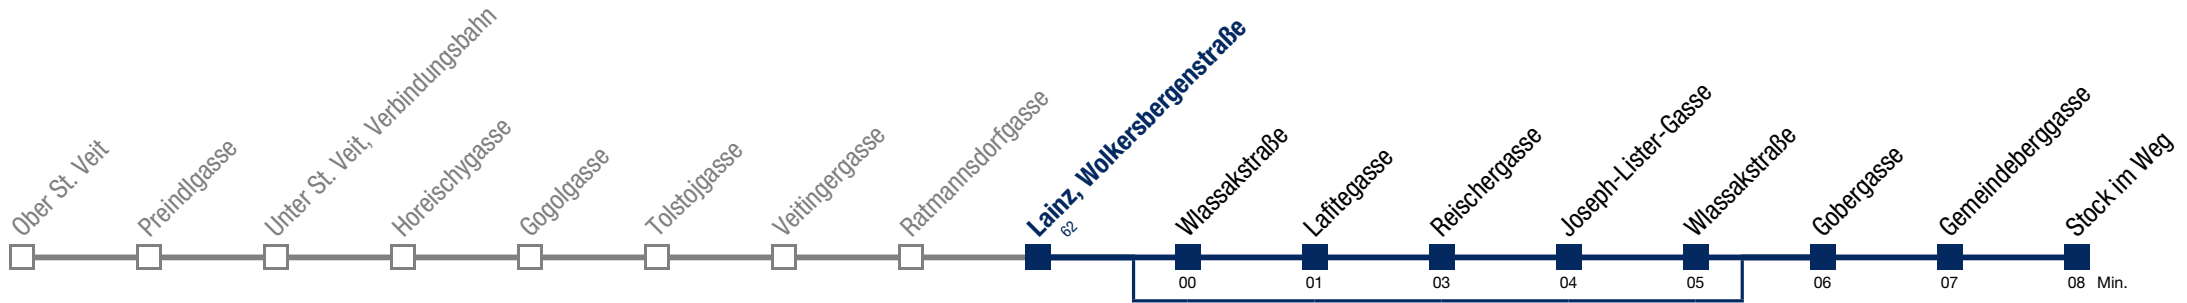 Ober St. Veit
Preindlgasse
Unter St. Veit, Verbindungsbahn
Horeischygasse
Gogolgasse
Tolstojgasse
Veitingergasse
Ratmannsdorfgasse
Lainz, Wolkersbergenstraße
62
Wlassakstraße
Lafitegasse
Reischergasse
Joseph-Lister-Gasse
Wlassakstraße
Gobergasse
Gemeindeberggasse
Stock im Weg
00 01 03 04 05 06 07 08 Min.